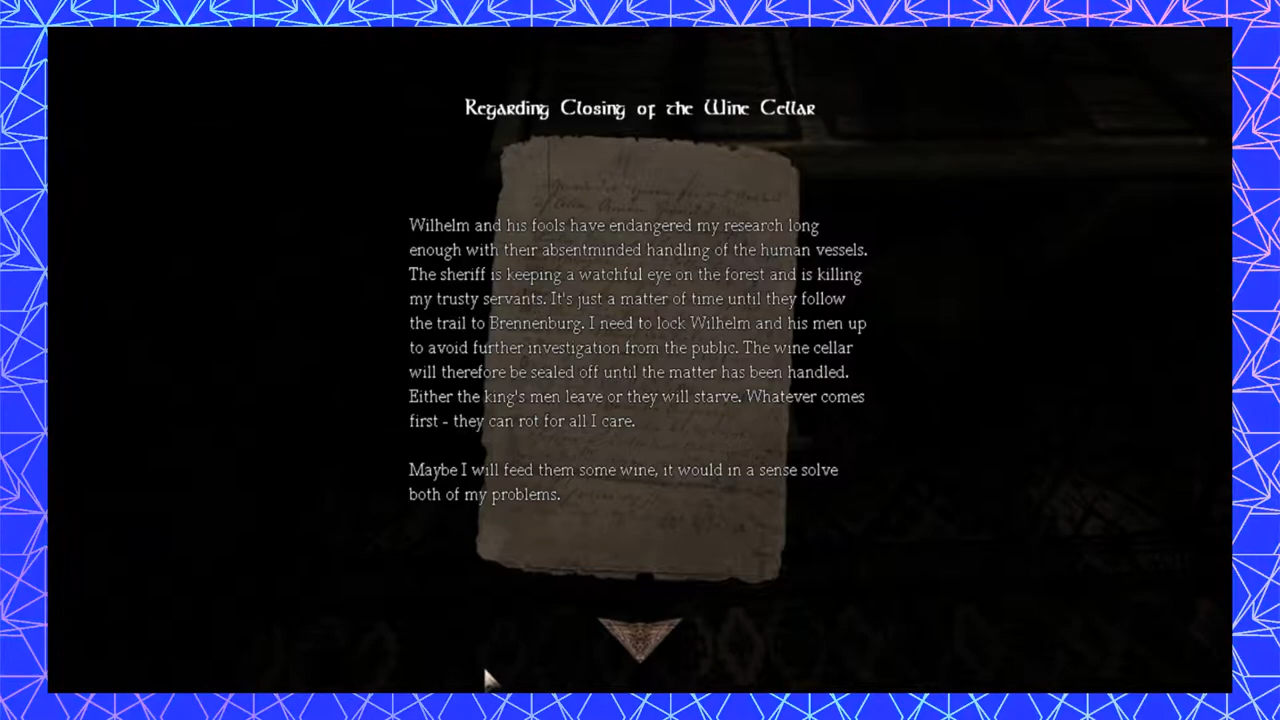 Regarding Closing of the Wine Cellar
Wilhelm and his fools have endangered my research long
enough with their absentminded handling of the human vessels.
The sheriff is keeping a watchful eye on the forest and is killing
my trusty servants. It's just a matter of time until they follow
the trail to Brennenburg. I need to lock Wilhelm and his men up
to avoid further investigation from the public. The wine cellar
will therefore be sealed off until the matter has been handled.
Either the king's men leave or they will starve. Whatever comes
first - they can rot for all I care.
Maybe I will feed them some wine, it would in a sense solve
both of my problems.